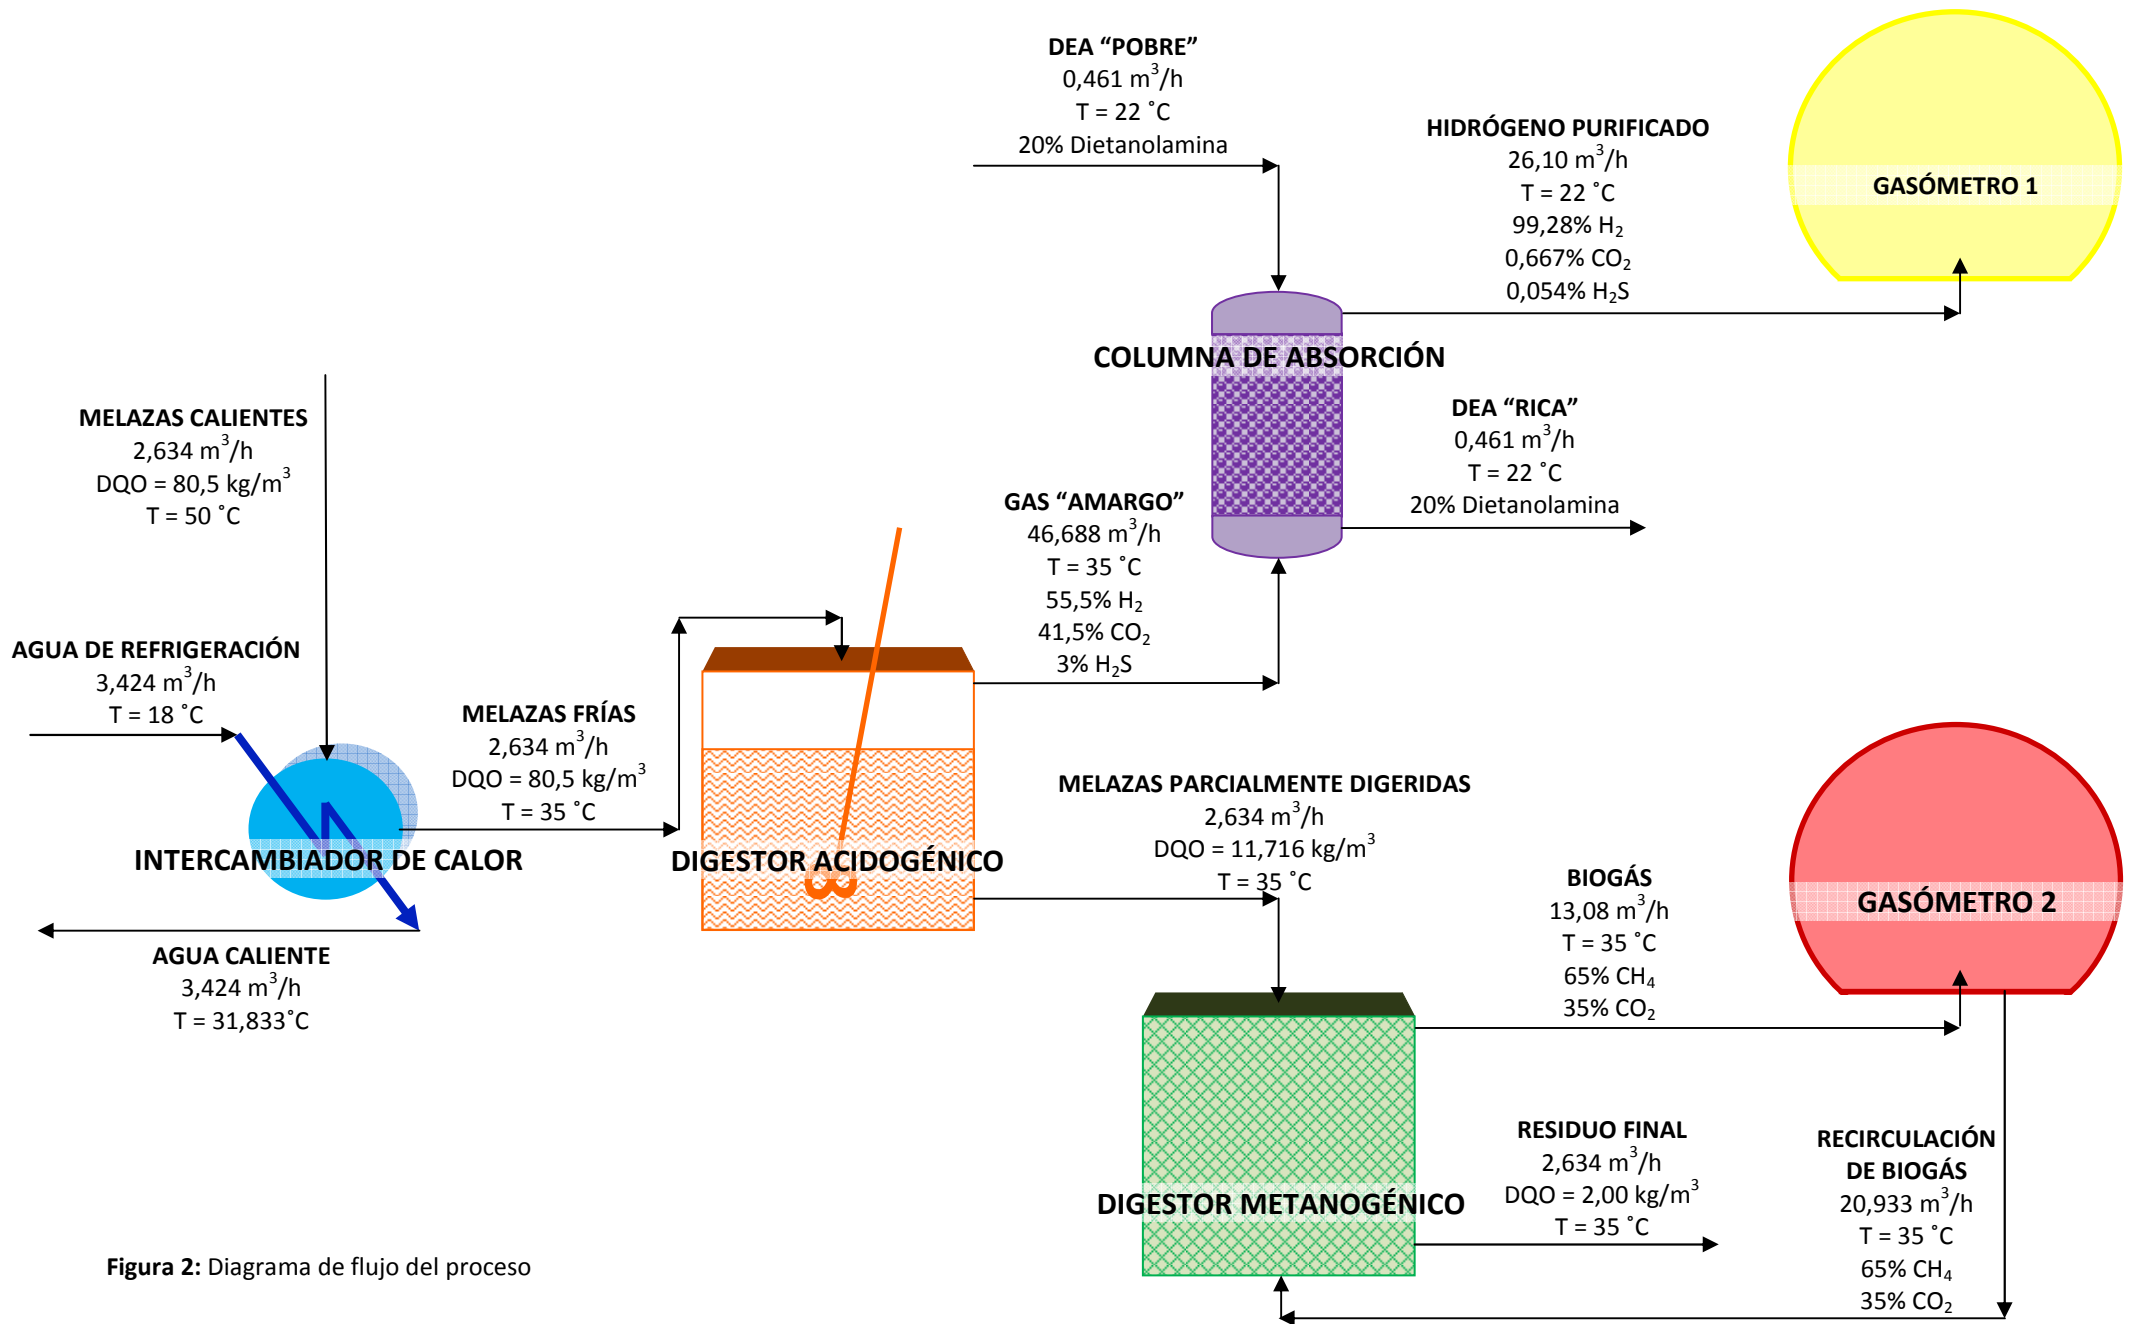 DEA “POBRE”
0,461 m³/h
T = 22 ˚C
20% Dietanolamina
HIDRÓGENO PURIFICADO
26,10 m³/h
T = 22 ˚C
99,28% H₂
0,667% CO₂
0,054% H₂S
GASÓMETRO 1
COLUMNA DE ABSORCIÓN
DEA “RICA”
0,461 m³/h
T = 22 ˚C
20% Dietanolamina
MELAZAS CALIENTES
2,634 m³/h
DQO = 80,5 kg/m³
T = 50 ˚C
GAS “AMARGO”
46,688 m³/h
T = 35 ˚C
55,5% H₂
41,5% CO₂
3% H₂S
AGUA DE REFRIGERACIÓN
3,424 m³/h
T = 18 ˚C
MELAZAS FRÍAS
2,634 m³/h
DQO = 80,5 kg/m³
T = 35 ˚C
INTERCAMBIADOR DE CALOR
DIGESTOR ACIDOGÉNICO
MELAZAS PARCIALMENTE DIGERIDAS
2,634 m³/h
DQO = 11,716 kg/m³
T = 35 ˚C
AGUA CALIENTE
3,424 m³/h
T = 31,833˚C
BIOGÁS
13,08 m³/h
T = 35 ˚C
65% CH₄
35% CO₂
GASÓMETRO 2
DIGESTOR METANOGÉNICO
RESIDUO FINAL
2,634 m³/h
DQO = 2,00 kg/m³
T = 35 ˚C
RECIRCULACIÓN
DE BIOGÁS
20,933 m³/h
T = 35 ˚C
65% CH₄
35% CO₂
Figura 2: Diagrama de flujo del proceso